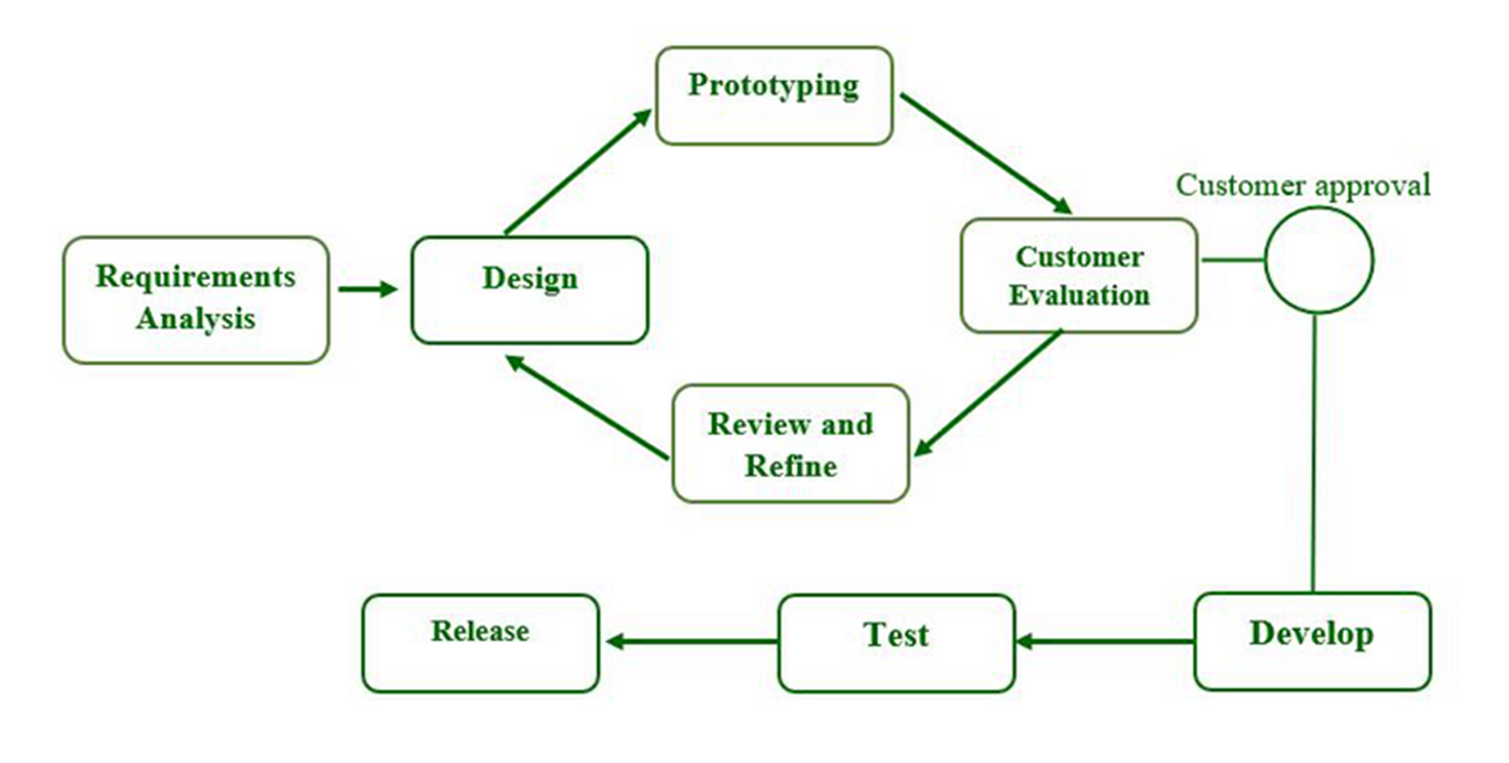 Prototyping
Customer approval
Requirements
Analysis
Design
Customer
Evaluation
Review and
Refine
Release
Test
Develop